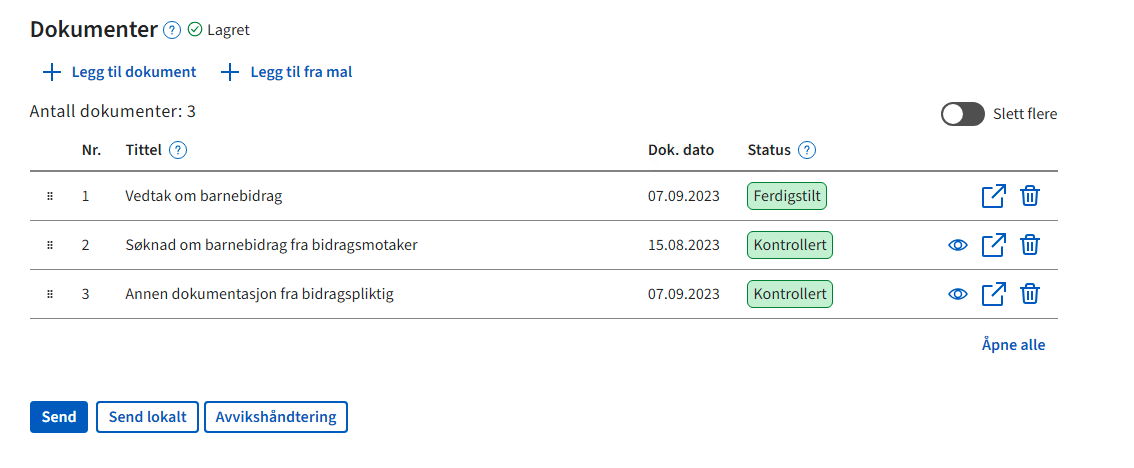 Dokumenter ? Lagret
Legg til dokument Legg til fra mal
Antall dokumenter: 3
Slett flere
Nr. Tittel ? Dok. dato Status ?
1 Vedtak om barnebidrag 07.09.2023 Ferdigstilt
2 Søknad om barnebidrag fra bidragsmotaker 15.08.2023 Kontrollert
3 Annen dokumentasjon fra bidragspliktig 07.09.2023 Kontrollert
Åpne alle
Send Send lokalt Avvikshåndtering